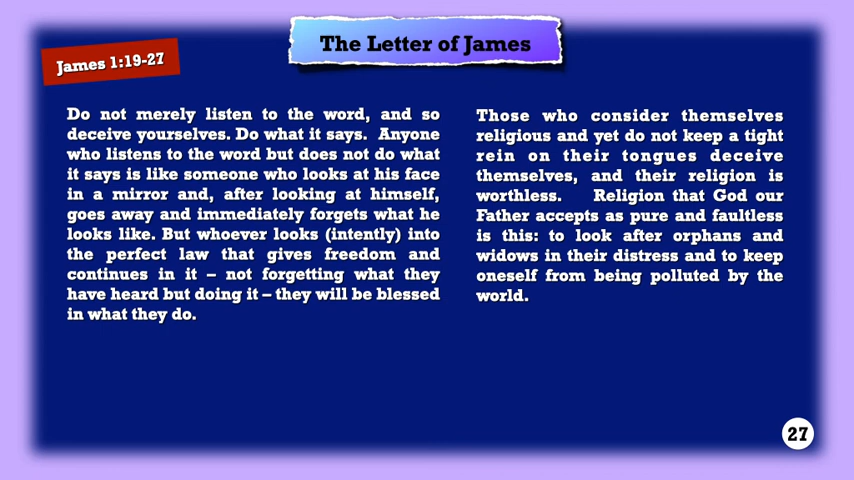 The Letter of James
James 1:19-27
Do not merely listen to the word, and so
deceive yourselves. Do what it says. Anyone
who listens to the word but does not do what
it says is like someone who looks at his face
in a mirror and, after looking at himself,
goes away and immediately forgets what he
looks like. But whoever looks (intently) into
the perfect law that gives freedom and
continues in it – not forgetting what they
have heard but doing it – they will be blessed
in what they do.
Those who consider themselves
religious and yet do not keep a tight
rein on their tongues deceive
themselves, and their religion is
worthless. Religion that God our
Father accepts as pure and faultless
is this: to look after orphans and
widows in their distress and to keep
oneself from being polluted by the
world.
27